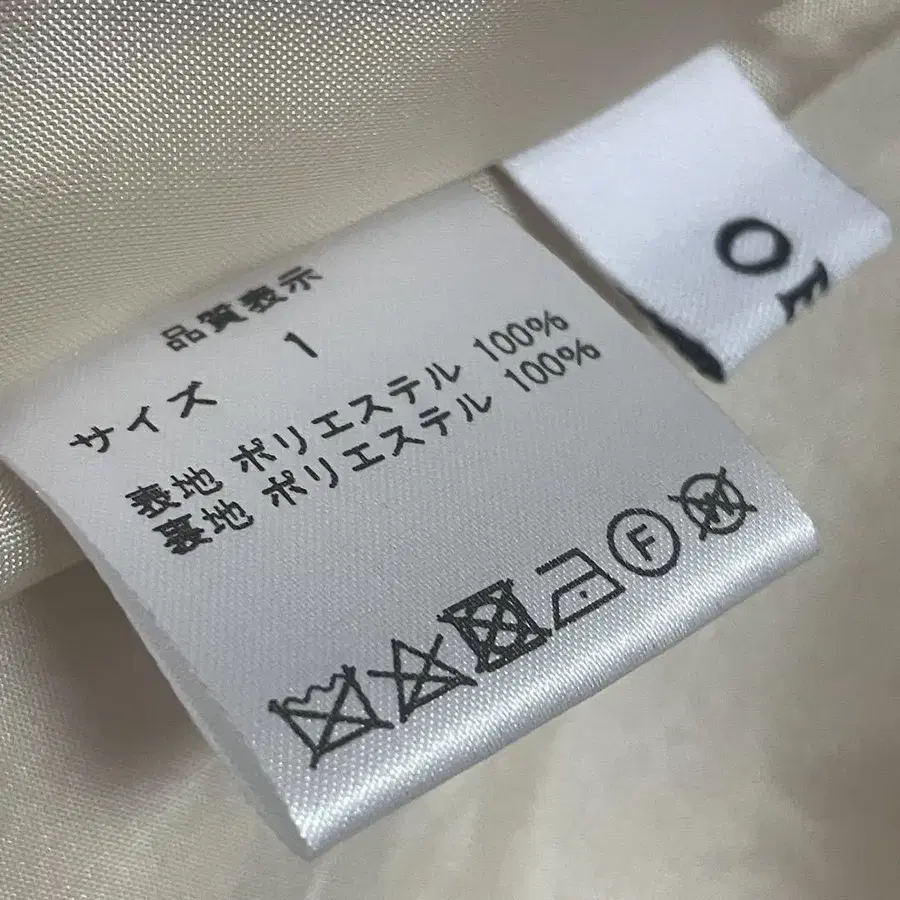 品質表示
サイズ 1
表地 ポリエステル 100%
裏地 ポリエステル 100%
F
W
O